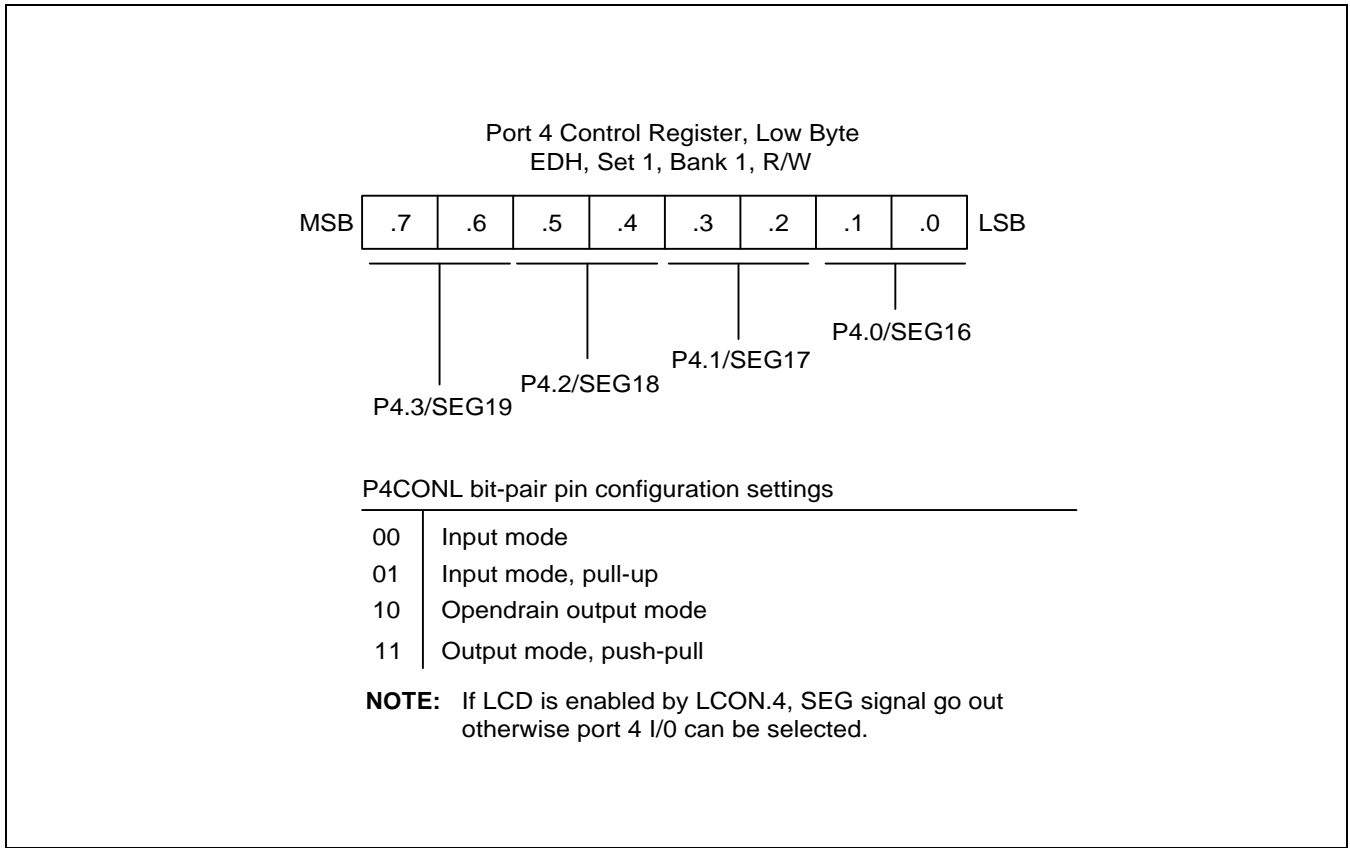 Port 4 Control Register, Low Byte
EDH, Set 1, Bank 1, R/W
MSB .7 .6 .5 .4 .3 .2 .1 .0 LSB
P4.0/SEG16
P4.1/SEG17
P4.2/SEG18
P4.3/SEG19
P4CONL bit-pair pin configuration settings
00 Input mode
01 Input mode, pull-up
10 Opendrain output mode
11 Output mode, push-pull
NOTE: If LCD is enabled by LCON.4, SEG signal go out
otherwise port 4 I/0 can be selected.